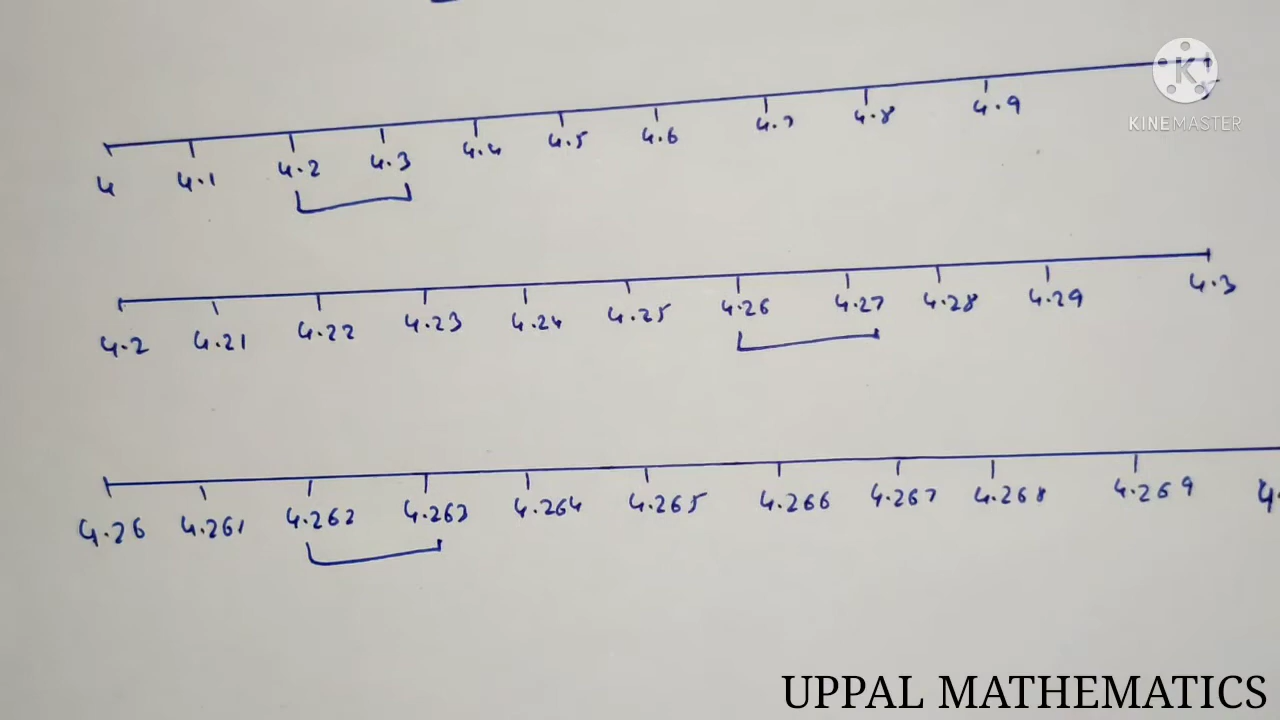 KINEMASTER
4 4.1 4.2 4.3 4.4 4.5 4.6 4.7 4.8 4.9
4.2 4.21 4.22 4.23 4.24 4.25 4.26 4.27 4.28 4.29 4.3
4.26 4.261 4.262 4.263 4.264 4.265 4.266 4.267 4.268 4.269
UPPAL MATHEMATICS